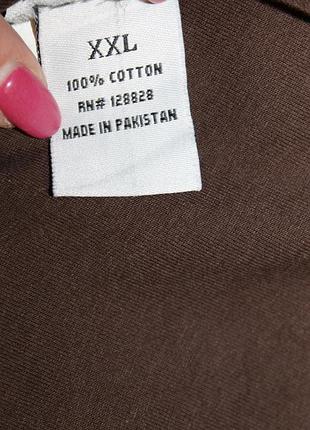 XXL
100% COTTON
RN# 128828
MADE IN PAKISTAN